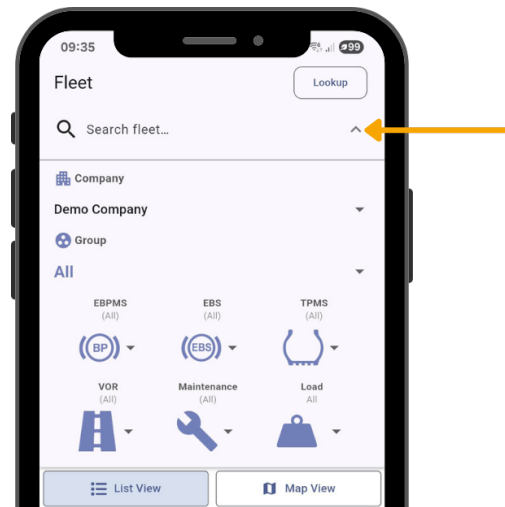 09:35
99
Fleet
Lookup
Search fleet...
Company
Demo Company
Group
All
EBPMS EBS TPMS
(All) (All) (All)
BP EBS
VOR Maintenance Load
(All) (All) All
List View Map View